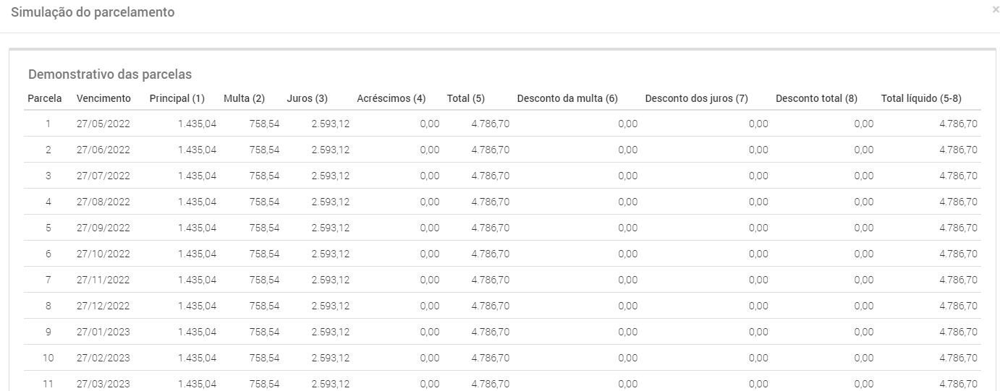 Simulação do parcelamento ×
Demonstrativo das parcelas
Parcela Vencimento Principal (1) Multa (2) Juros (3) Acréscimos (4) Total (5) Desconto da multa (6) Desconto dos juros (7) Desconto total (8) Total líquido (5-8)
1 27/05/2022 1.435,04 758,54 2.593,12 0,00 4.786,70 0,00 0,00 0,00 4.786,70
2 27/06/2022 1.435,04 758,54 2.593,12 0,00 4.786,70 0,00 0,00 0,00 4.786,70
3 27/07/2022 1.435,04 758,54 2.593,12 0,00 4.786,70 0,00 0,00 0,00 4.786,70
4 27/08/2022 1.435,04 758,54 2.593,12 0,00 4.786,70 0,00 0,00 0,00 4.786,70
5 27/09/2022 1.435,04 758,54 2.593,12 0,00 4.786,70 0,00 0,00 0,00 4.786,70
6 27/10/2022 1.435,04 758,54 2.593,12 0,00 4.786,70 0,00 0,00 0,00 4.786,70
7 27/11/2022 1.435,04 758,54 2.593,12 0,00 4.786,70 0,00 0,00 0,00 4.786,70
8 27/12/2022 1.435,04 758,54 2.593,12 0,00 4.786,70 0,00 0,00 0,00 4.786,70
9 27/01/2023 1.435,04 758,54 2.593,12 0,00 4.786,70 0,00 0,00 0,00 4.786,70
10 27/02/2023 1.435,04 758,54 2.593,12 0,00 4.786,70 0,00 0,00 0,00 4.786,70
11 27/03/2023 1.435,04 758,54 2.593,12 0,00 4.786,70 0,00 0,00 0,00 4.786,70